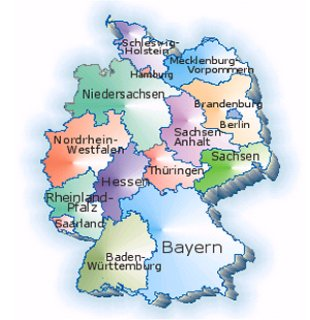 Schleswig-
Holstein
Mecklenburg-
Vorpommern
Hamburg
Niedersachsen
Brandenburg
Berlin
Sachsen
Anhalt
Nordrhein-
Westfalen
Sachsen
Thüringen
Hessen
Rheinland-
Pfalz
Saarland
Bayern
Baden-
Württemburg